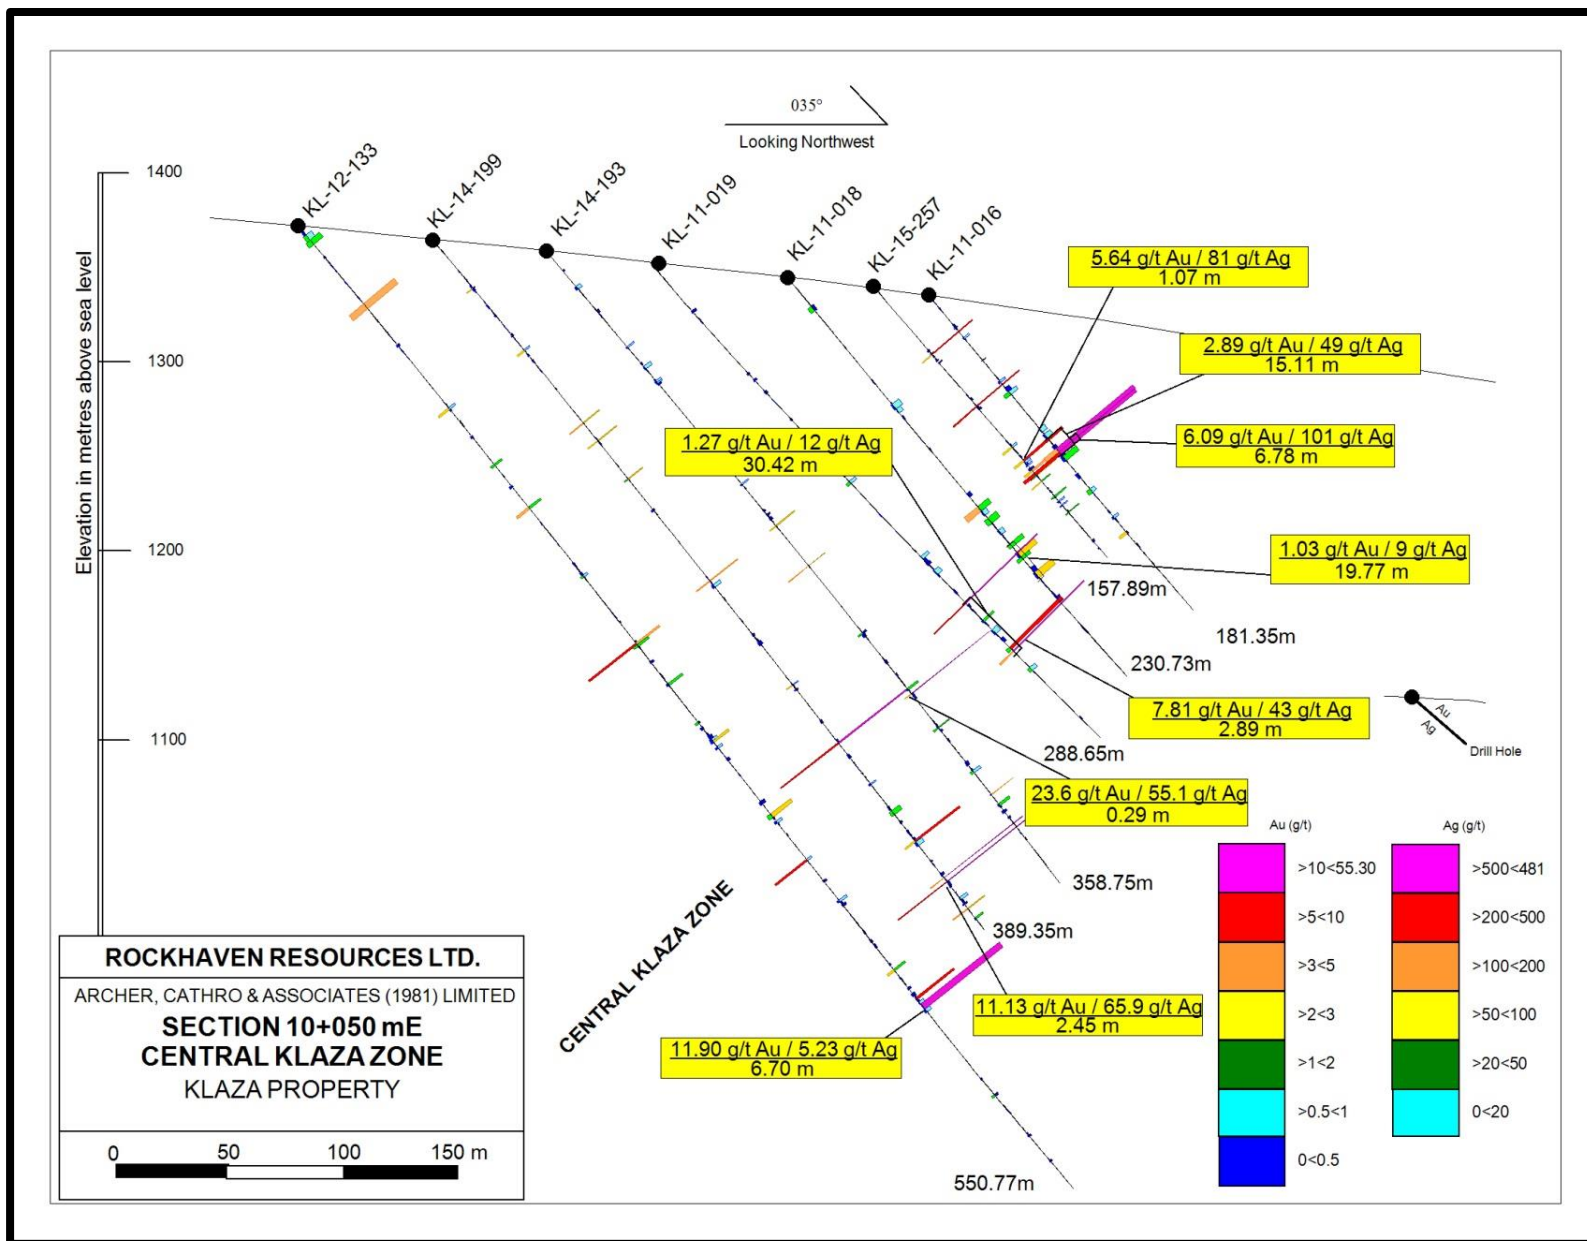 035°
Looking Northwest
KL-12-133
KL-14-199
KL-14-193
KL-11-019
KL-11-018
KL-15-257
KL-11-016
Elevation in metres above sea level
1400
1300
1200
1100
5.64 g/t Au / 81 g/t Ag
1.07 m
2.89 g/t Au / 49 g/t Ag
15.11 m
6.09 g/t Au / 101 g/t Ag
6.78 m
1.27 g/t Au / 12 g/t Ag
30.42 m
1.03 g/t Au / 9 g/t Ag
19.77 m
7.81 g/t Au / 43 g/t Ag
2.89 m
23.6 g/t Au / 55.1 g/t Ag
0.29 m
11.13 g/t Au / 65.9 g/t Ag
2.45 m
11.90 g/t Au / 5.23 g/t Ag
6.70 m
157.89m
181.35m
230.73m
288.65m
358.75m
389.35m
550.77m
CENTRAL KLAZA ZONE
Au
Ag
Drill Hole
Au (g/t)
>10<55.30
>5<10
>3<5
>2<3
>1<2
>0.5<1
0<0.5
Ag (g/t)
>500<481
>200<500
>100<200
>50<100
>20<50
0<20
ROCKHAVEN RESOURCES LTD.
ARCHER, CATHRO & ASSOCIATES (1981) LIMITED
SECTION 10+050 mE
CENTRAL KLAZA ZONE
KLAZA PROPERTY
0 50 100 150 m